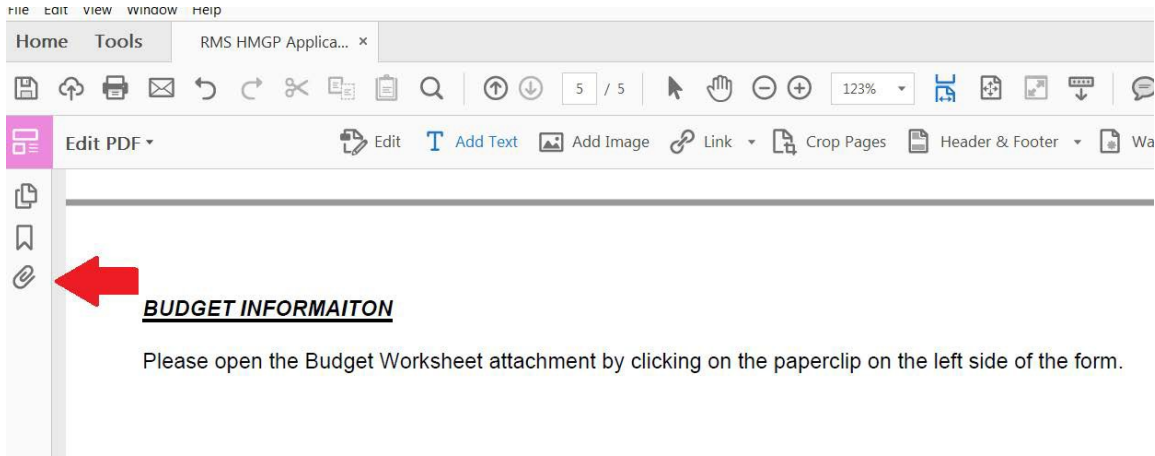 File Edit View Window Help
Home Tools RMS HMGP Applica... ×
5 / 5 123%
Edit PDF Edit Add Text Add Image Link Crop Pages Header & Footer Wa
BUDGET INFORMAITON
Please open the Budget Worksheet attachment by clicking on the paperclip on the left side of the form.